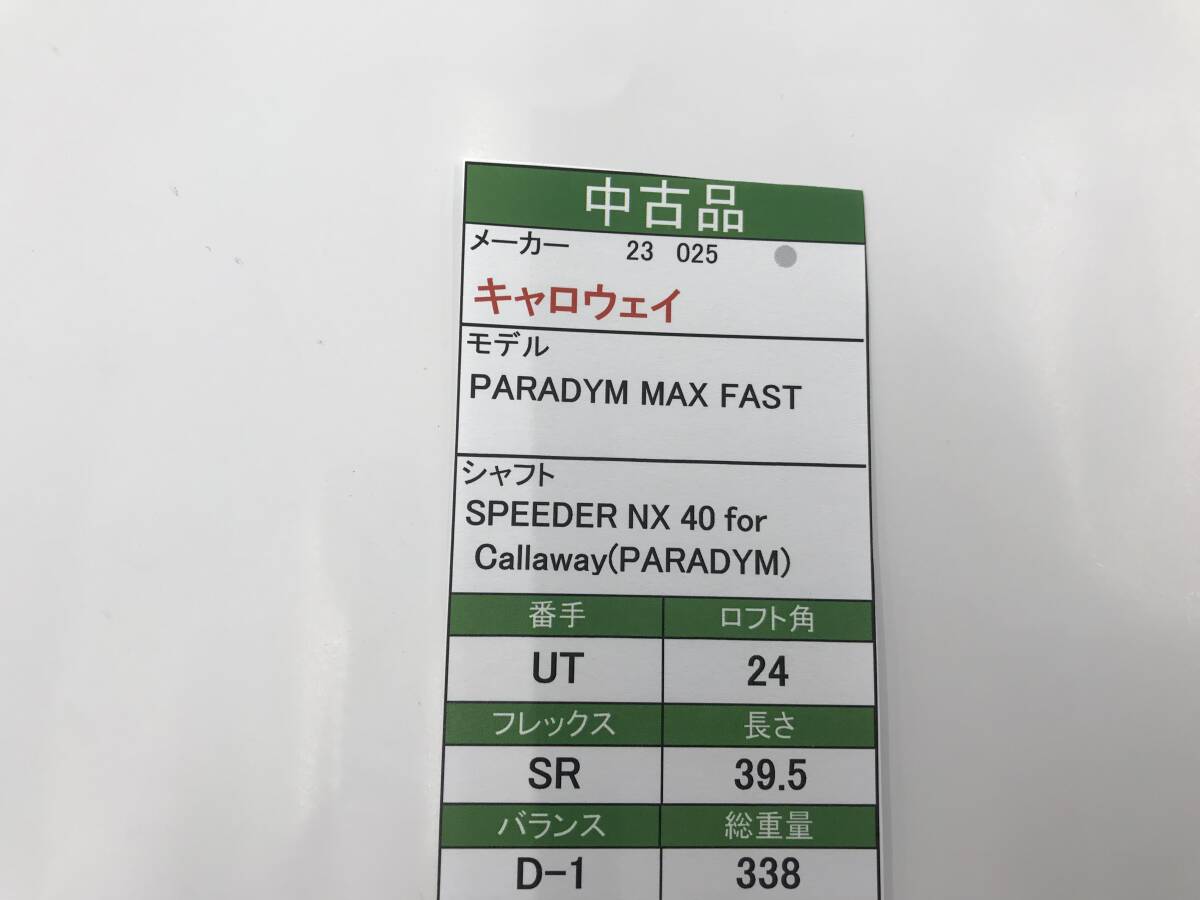 中古品
メーカー 23 025
キャロウェイ
モデル
PARADYM MAX FAST
シャフト
SPEEDER NX 40 for
Callaway(PARADYM)
番手 ロフト角
UT 24
フレックス 長さ
SR 39.5
バランス 総重量
D-1 338